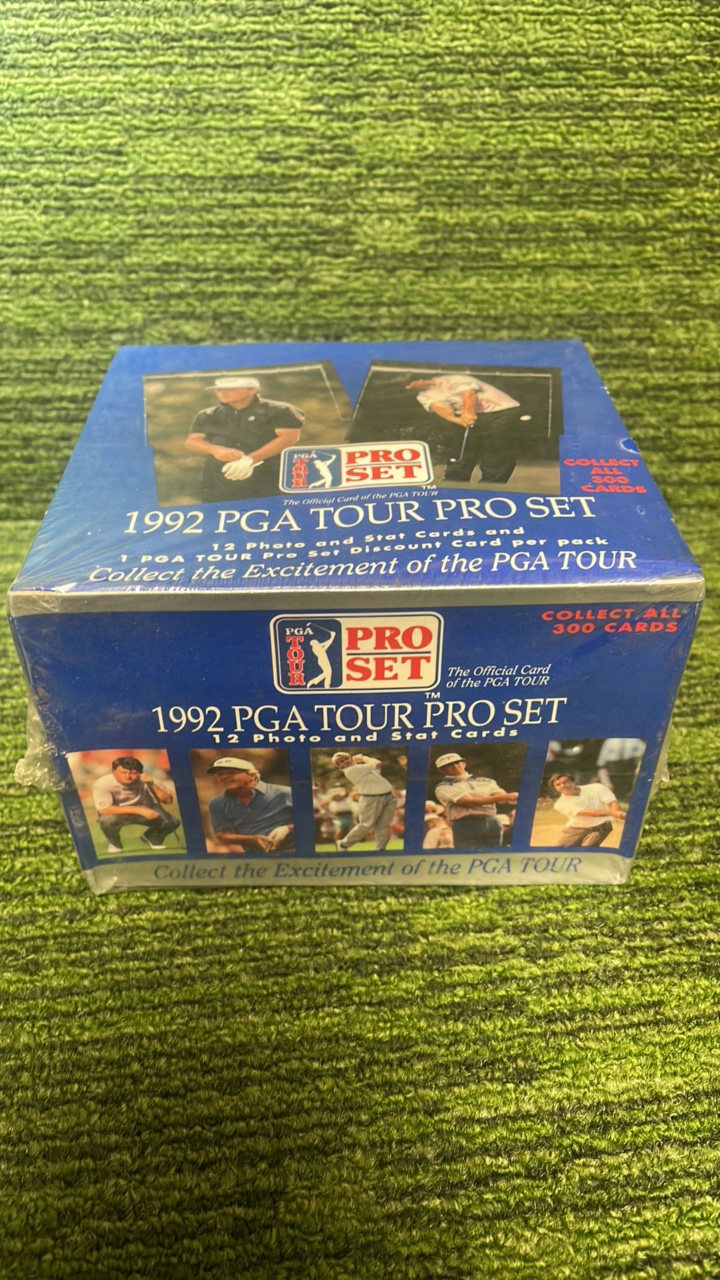 PGA TOUR
PRO SET
TM
The Official Card of the PGA TOUR
COLLECT
ALL
300
CARDS
1992 PGA TOUR PRO SET
12 Photo and Stat Cards and
1 PGA TOUR Pro Set Discount Card per pack
Collect the Excitement of the PGA TOUR
COLLECT ALL
300 CARDS
PGA TOUR
PRO SET
TM
The Official Card
of the PGA TOUR
1992 PGA TOUR PRO SET
12 Photo and Stat Cards
Collect the Excitement of the PGA TOUR